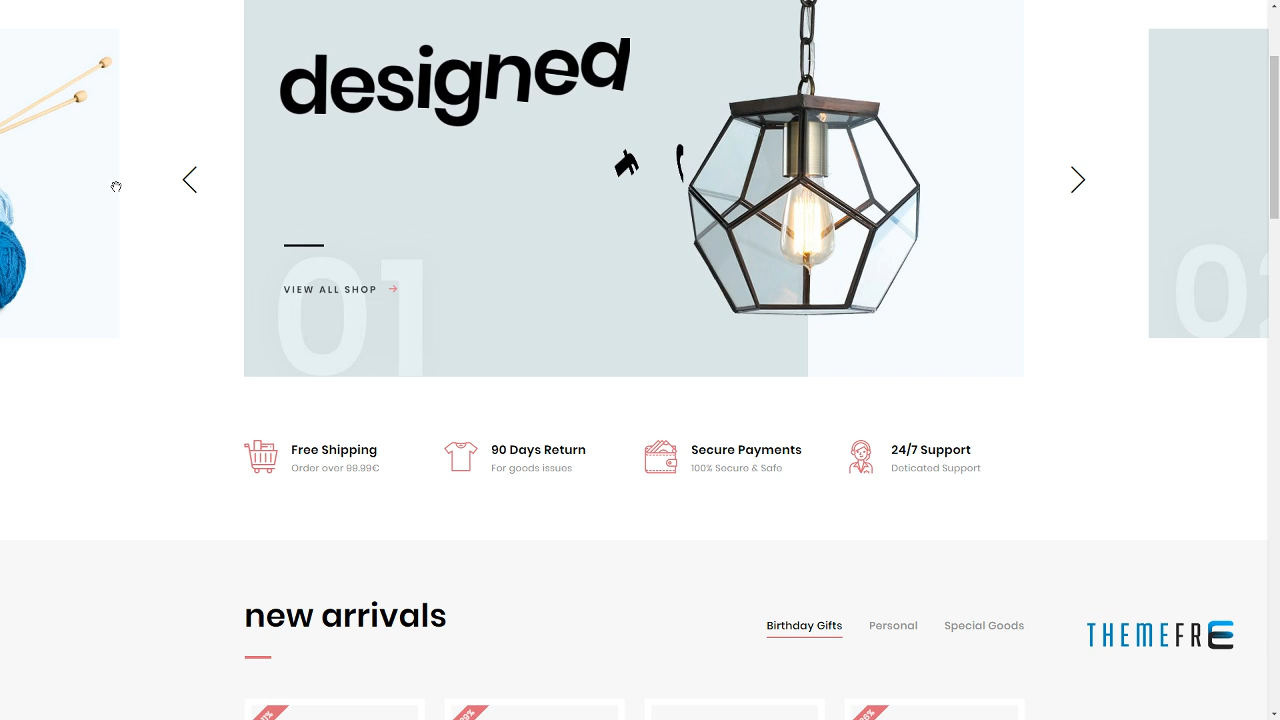 designed
01
VIEW ALL SHOP
Free Shipping
Order over 99.99€
90 Days Return
For goods issues
Secure Payments
100% Secure & Safe
24/7 Support
Deticated Support
new arrivals
Birthday Gifts
Personal
Special Goods
THEMEFRE